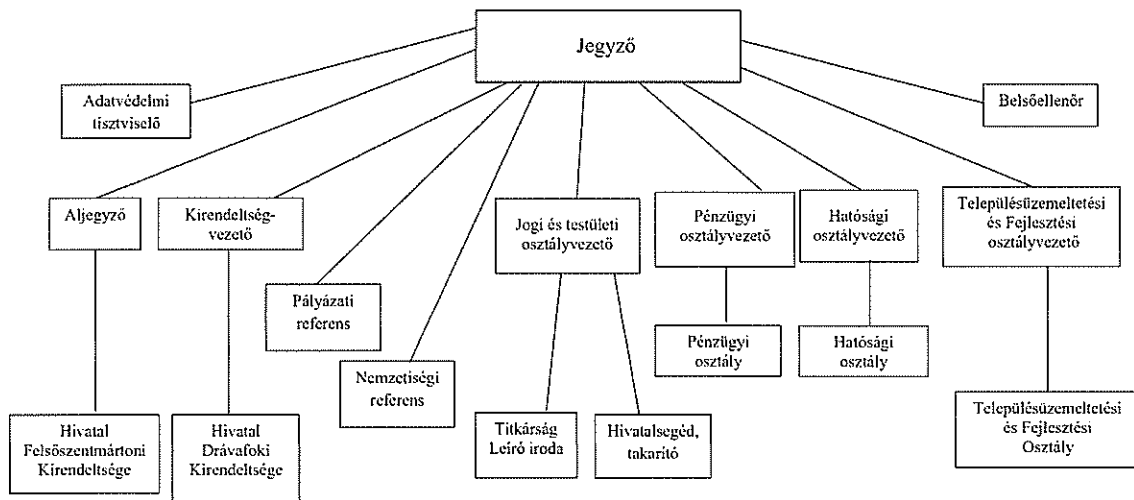 Jegyző
Adatvédelmi
tisztviselő
Belsőellenőr
Aljegyző
Kirendeltség-
vezető
Jogi és testületi
osztályvezető
Pénzügyi
osztályvezető
Hatósági
osztályvezető
Településüzemeltetési
és Fejlesztési
osztályvezető
Pályázati
referens
Nemzetiségi
referens
Pénzügyi
osztály
Hatósági
osztály
Hivatal
Felsőszentmártoni
Kirendeltsége
Hivatal
Drávafoki
Kirendeltsége
Titkárság
Leíró iroda
Hivatalsegéd,
takarító
Településüzemeltetési
és Fejlesztési
Osztály